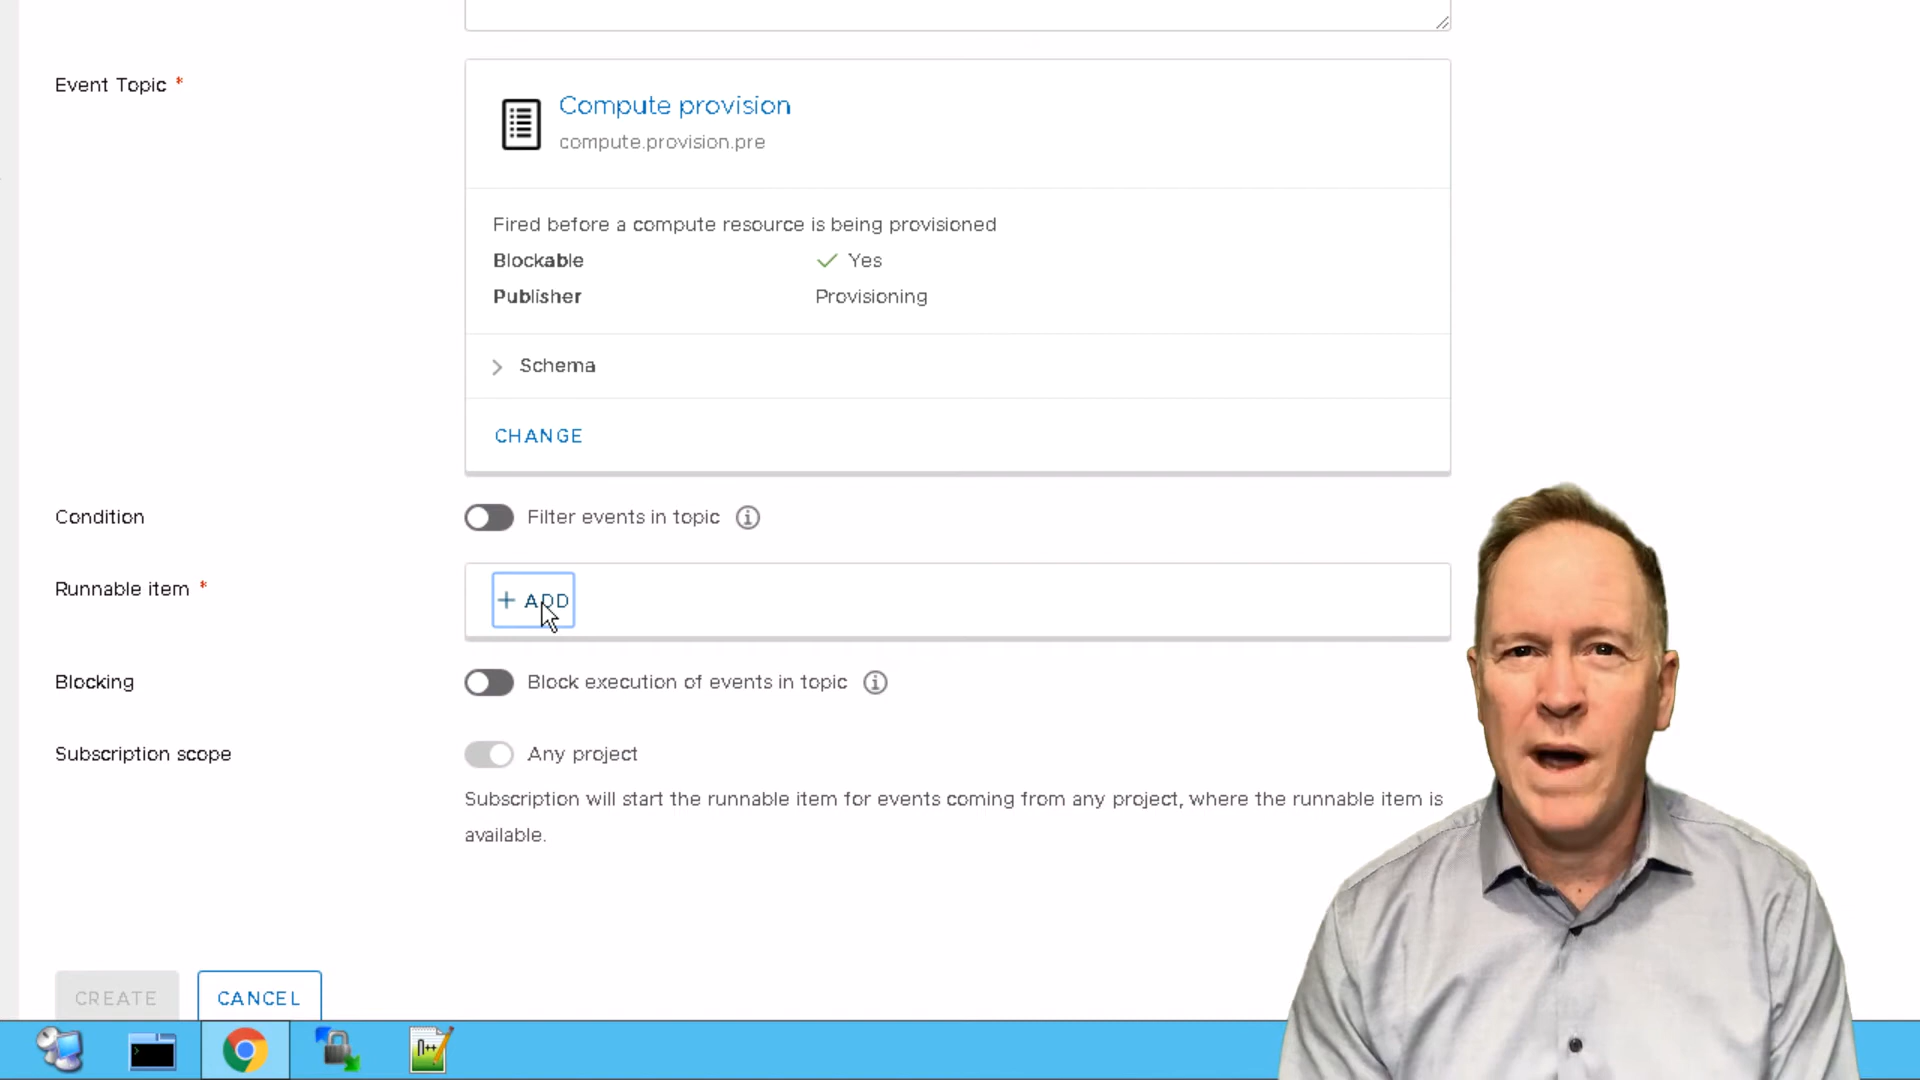 Event Topic *
Compute provision
compute.provision.pre
Fired before a compute resource is being provisioned
Blockable Yes
Publisher Provisioning
Schema
CHANGE
Condition Filter events in topic
Runnable item *
+ ADD
Blocking Block execution of events in topic
Subscription scope Any project
Subscription will start the runnable item for events coming from any project, where the runnable item is
available.
CREATE CANCEL